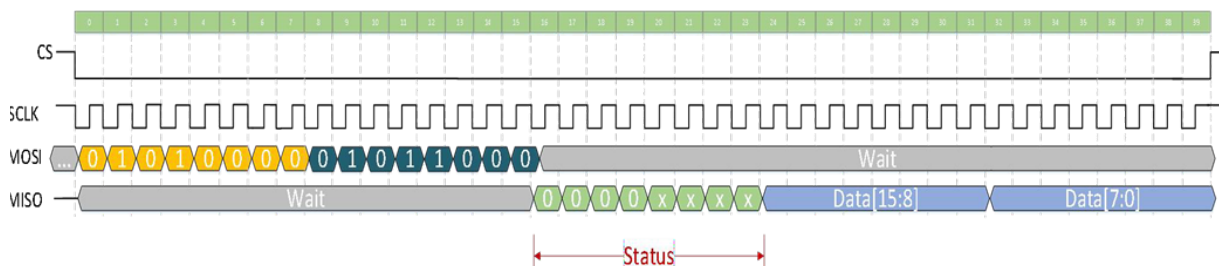 0 1 2 3 4 5 6 7 8 9 10 11 12 13 14 15 16 17 18 19 20 21 22 23 24 25 26 27 28 29 30 31 32 33 34 35 36 37 38 39
CS
SCLK
MOSI ... 0 1 0 1 0 0 0 0 0 1 0 1 1 0 0 0 Wait
MISO Wait 0 0 0 0 x x x x Data[15:8] Data[7:0]
Status